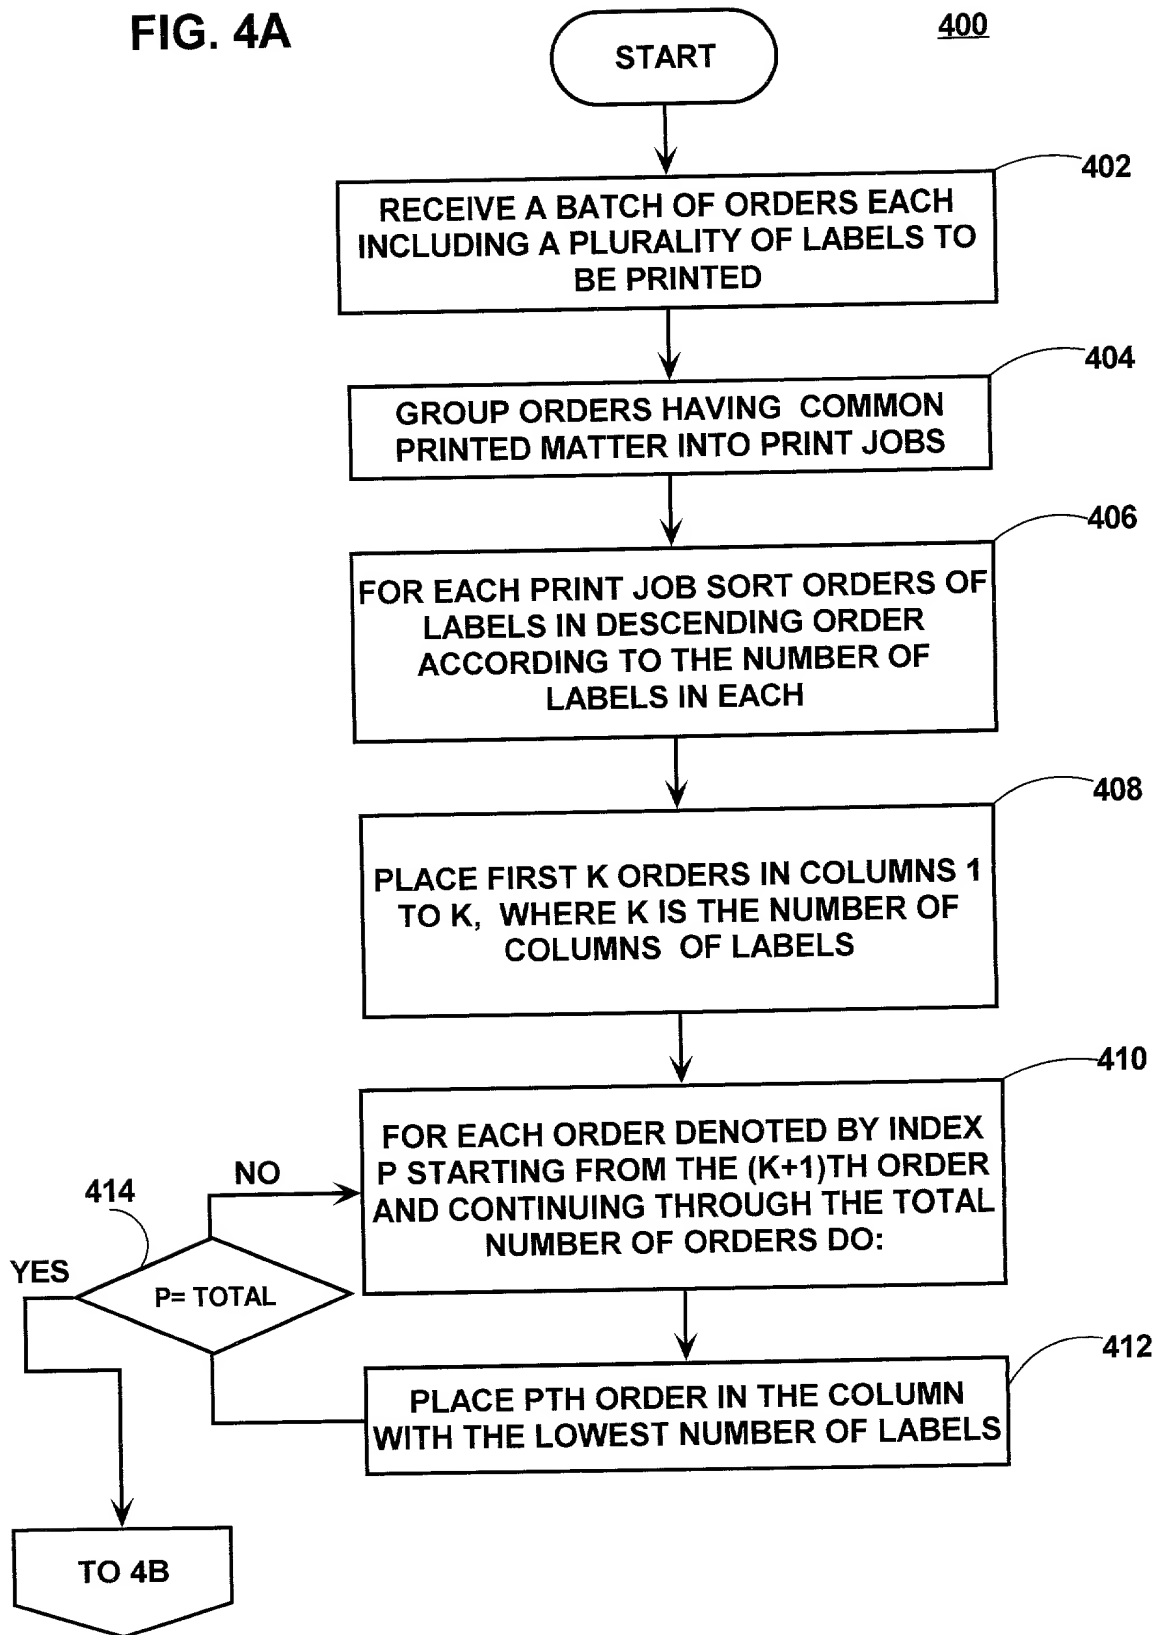 FIG. 4A
400
START
402
RECEIVE A BATCH OF ORDERS EACH
INCLUDING A PLURALITY OF LABELS TO
BE PRINTED
404
GROUP ORDERS HAVING COMMON
PRINTED MATTER INTO PRINT JOBS
406
FOR EACH PRINT JOB SORT ORDERS OF
LABELS IN DESCENDING ORDER
ACCORDING TO THE NUMBER OF
LABELS IN EACH
408
PLACE FIRST K ORDERS IN COLUMNS 1
TO K, WHERE K IS THE NUMBER OF
COLUMNS OF LABELS
410
FOR EACH ORDER DENOTED BY INDEX
P STARTING FROM THE (K+1)TH ORDER
AND CONTINUING THROUGH THE TOTAL
NUMBER OF ORDERS DO:
NO
414
YES
P= TOTAL
412
PLACE PTH ORDER IN THE COLUMN
WITH THE LOWEST NUMBER OF LABELS
TO 4B